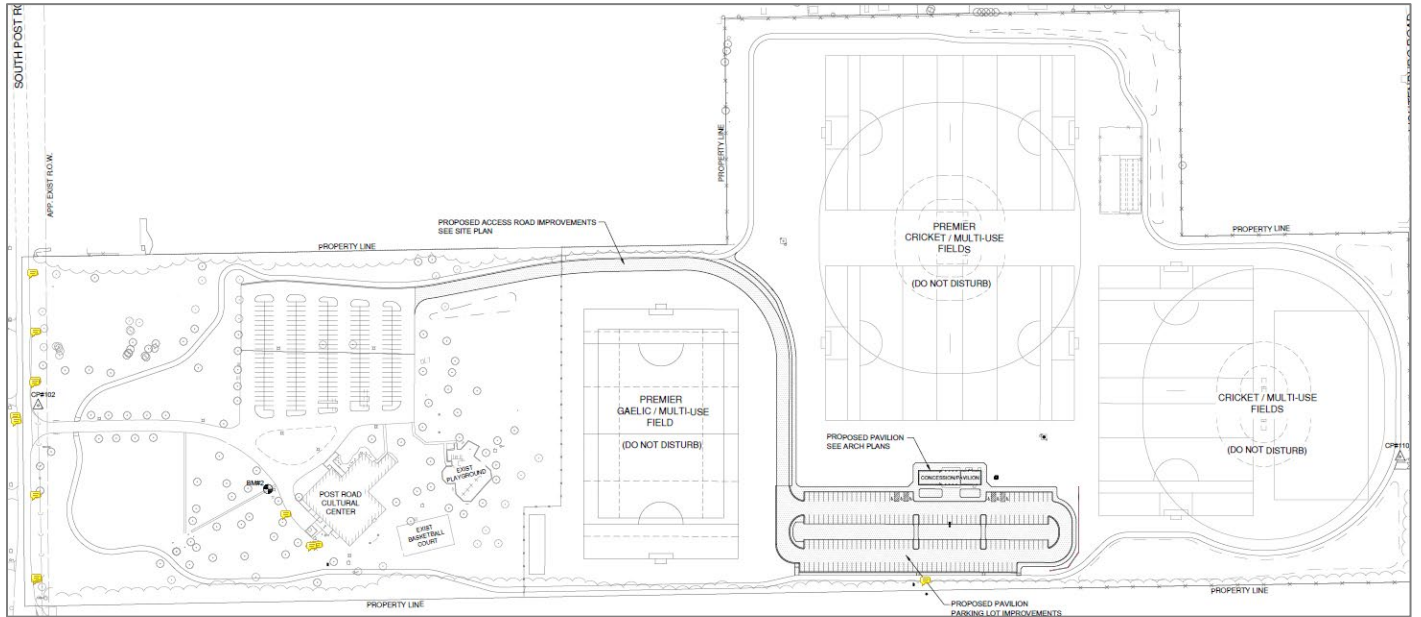 SOUTH POST RO
APP. EXIST R.O.W.
PROPERTY LINE
PROPOSED ACCESS ROAD IMPROVEMENTS
SEE SITE PLAN
PROPERTY LINE
PREMIER
CRICKET / MULTI-USE
FIELDS
(DO NOT DISTURB)
PROPERTY LINE
CP#102
PREMIER
GAELIC / MULTI-USE
FIELD
(DO NOT DISTURB)
CRICKET / MULTI-USE
FIELDS
(DO NOT DISTURB)
CP#110
PROPOSED PAVILION
SEE ARCH PLANS
CONCESSION/PAVILION
BM#2
POST ROAD
CULTURAL
CENTER
EXIST
PLAYGROUND
EXIST
BASKETBALL
COURT
PROPERTY LINE
PROPERTY LINE
PROPOSED PAVILION
PARKING LOT IMPROVEMENTS